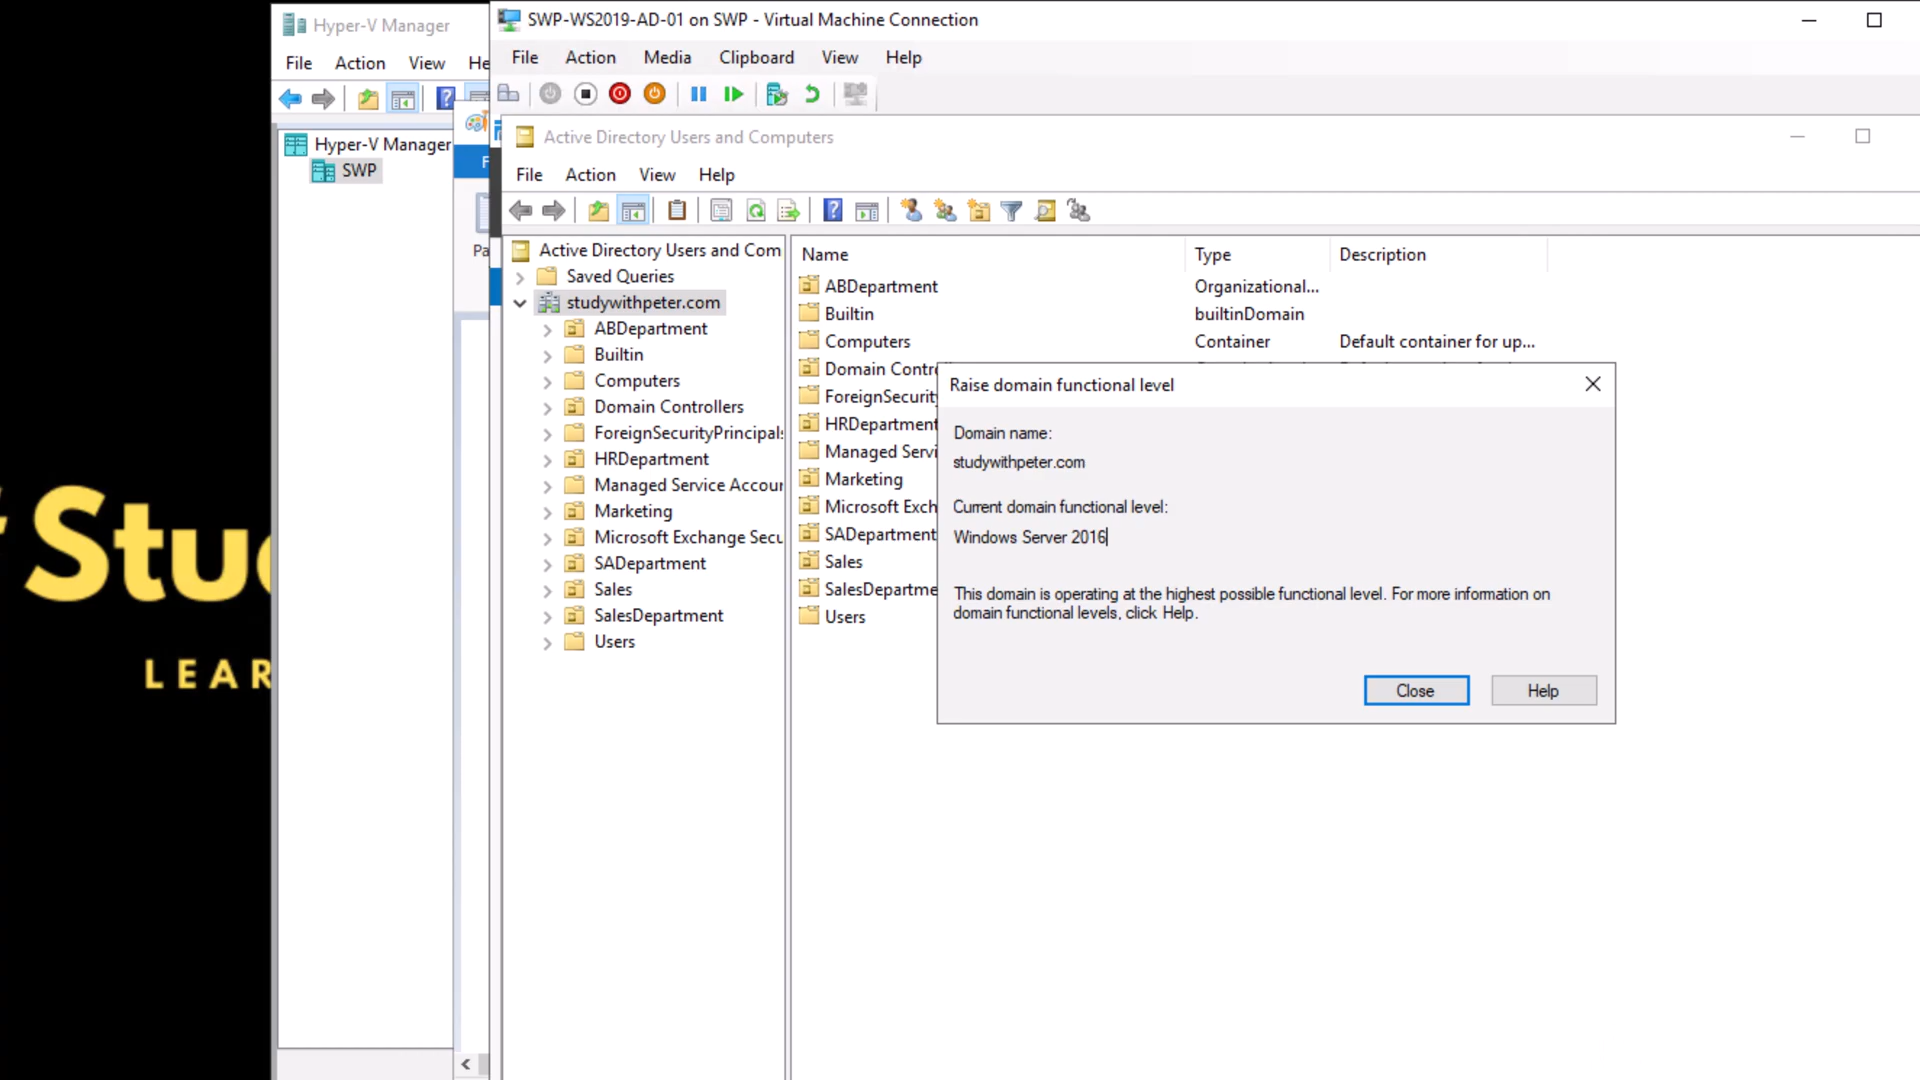 Hyper-V Manager
File Action View He
Hyper-V Manager
SWP
Stu
LEAR
Pa
SWP-WS2019-AD-01 on SWP - Virtual Machine Connection
File Action Media Clipboard View Help
Active Directory Users and Computers
File Action View Help
Active Directory Users and Com
Saved Queries
studywithpeter.com
ABDepartment
Builtin
Computers
Domain Controllers
ForeignSecurityPrincipals
HRDepartment
Managed Service Accour
Marketing
Microsoft Exchange Secu
SADepartment
Sales
SalesDepartment
Users
Name Type Description
ABDepartment Organizational...
Builtin builtinDomain
Computers Container Default container for up...
Domain Contro
ForeignSecurity
HRDepartment
Managed Servi
Marketing
Microsoft Exch
SADepartment
Sales
SalesDepartme
Users
Raise domain functional level
Domain name:
studywithpeter.com
Current domain functional level:
Windows Server 2016
This domain is operating at the highest possible functional level. For more information on
domain functional levels, click Help.
Close Help